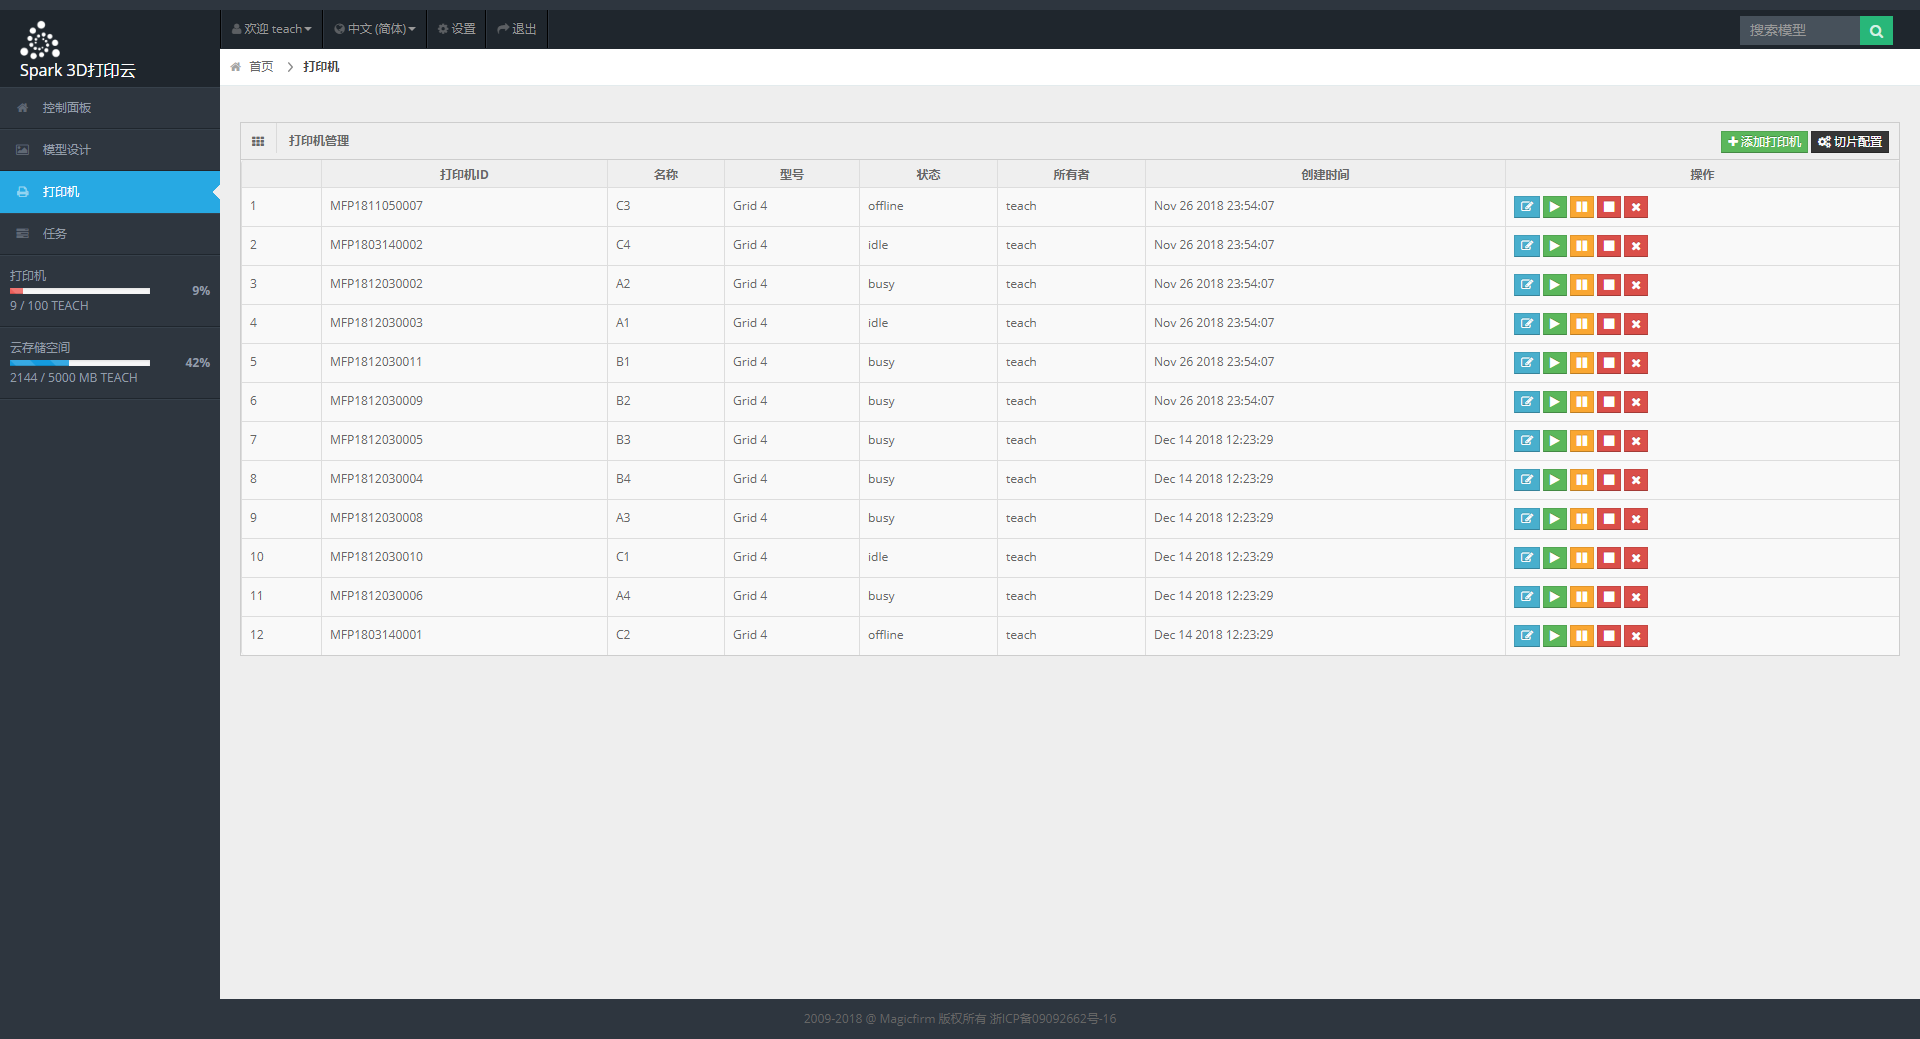 欢迎 teach 中文 (简体) 设置 退出 搜索模型
Spark 3D打印云
首页 打印机
控制面板
模型设计
打印机
任务
打印机
9%
9 / 100 TEACH
云存储空间
42%
2144 / 5000 MB TEACH
打印机管理 添加打印机 切片配置
打印机ID 名称 型号 状态 所有者 创建时间 操作
1 MFP1811050007 C3 Grid 4 offline teach Nov 26 2018 23:54:07
2 MFP1803140002 C4 Grid 4 idle teach Nov 26 2018 23:54:07
3 MFP1812030002 A2 Grid 4 busy teach Nov 26 2018 23:54:07
4 MFP1812030003 A1 Grid 4 idle teach Nov 26 2018 23:54:07
5 MFP1812030011 B1 Grid 4 busy teach Nov 26 2018 23:54:07
6 MFP1812030009 B2 Grid 4 busy teach Nov 26 2018 23:54:07
7 MFP1812030005 B3 Grid 4 busy teach Dec 14 2018 12:23:29
8 MFP1812030004 B4 Grid 4 busy teach Dec 14 2018 12:23:29
9 MFP1812030008 A3 Grid 4 busy teach Dec 14 2018 12:23:29
10 MFP1812030010 C1 Grid 4 idle teach Dec 14 2018 12:23:29
11 MFP1812030006 A4 Grid 4 busy teach Dec 14 2018 12:23:29
12 MFP1803140001 C2 Grid 4 offline teach Dec 14 2018 12:23:29
2009-2018 @ Magicfirm 版权所有 浙ICP备09092662号-16